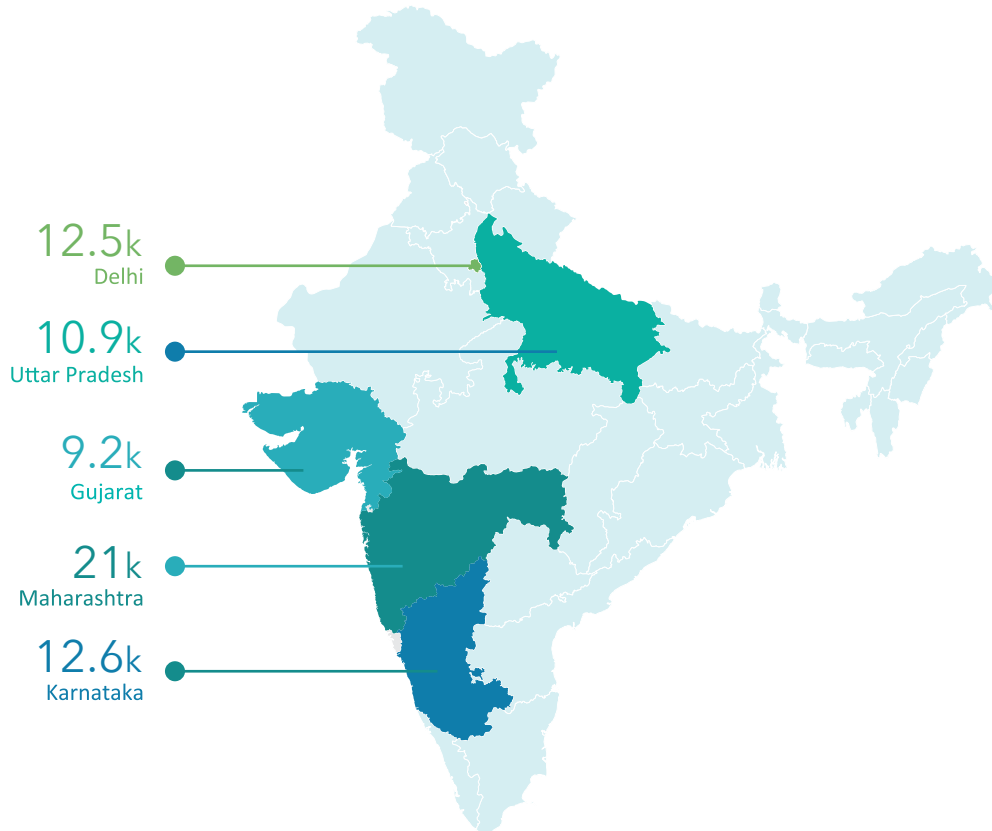 12.5k
Delhi
10.9k
Uttar Pradesh
9.2k
Gujarat
21k
Maharashtra
12.6k
Karnataka